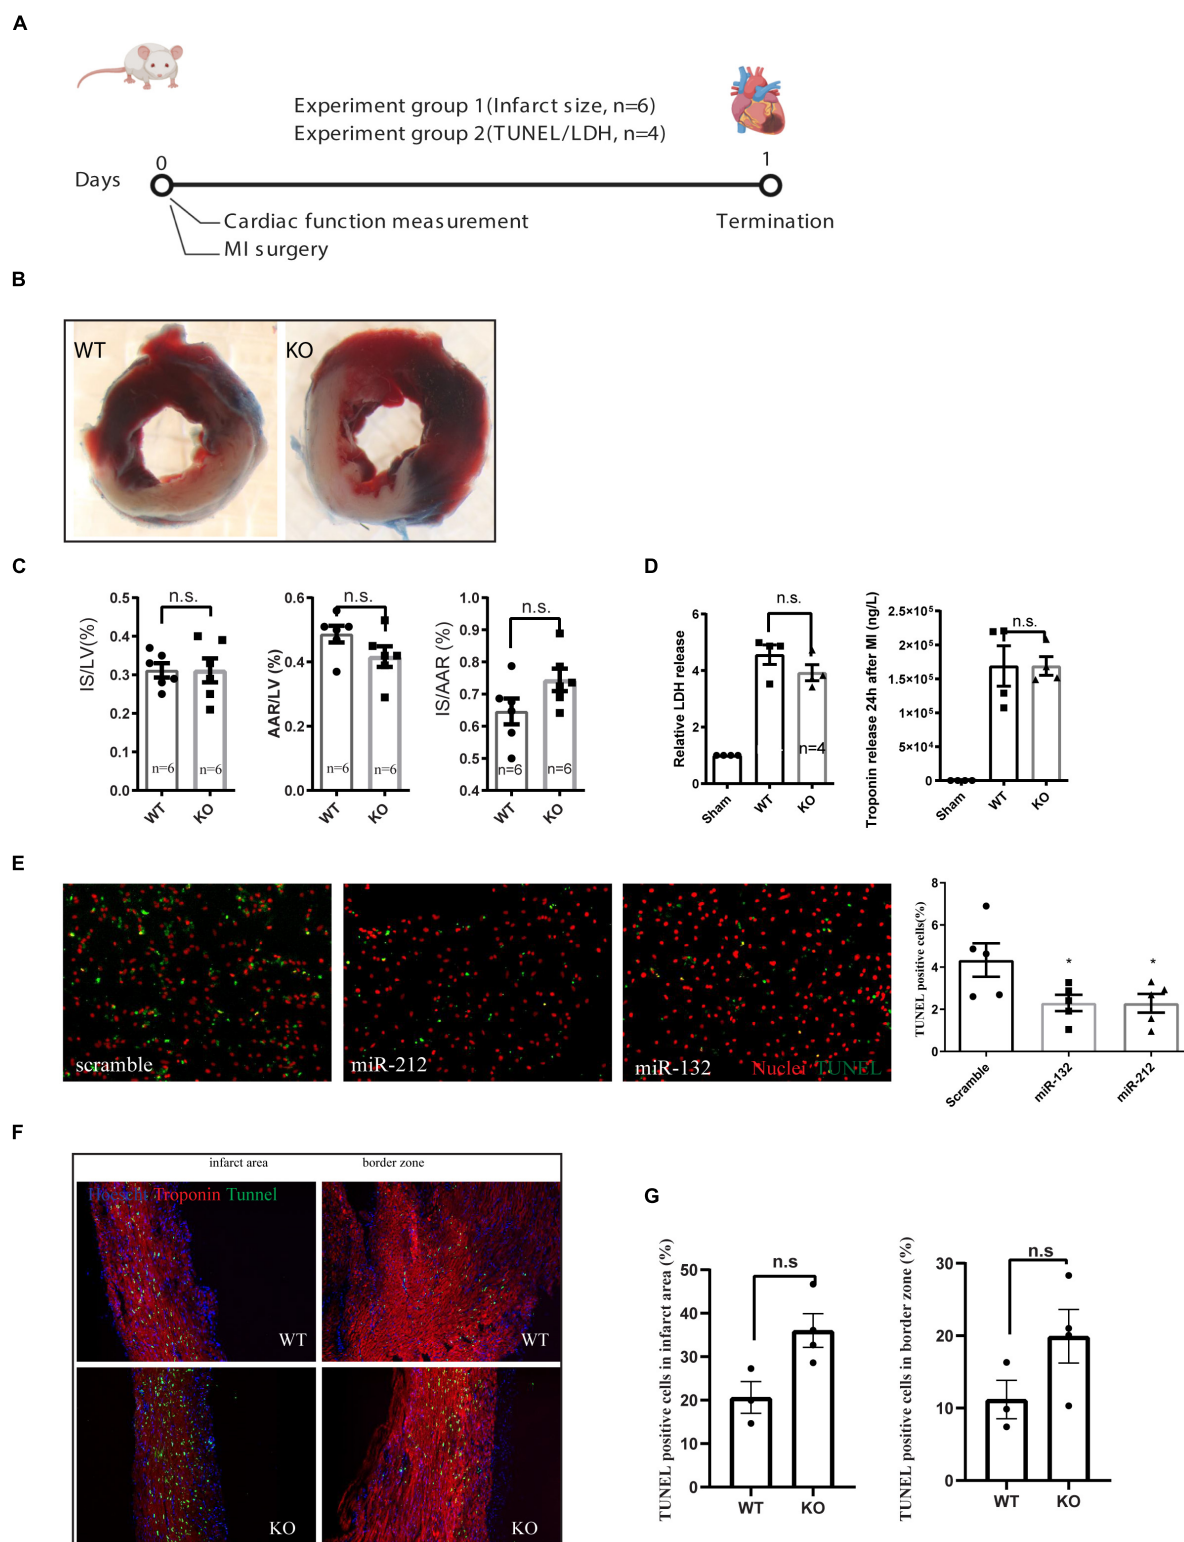 A
Experiment group 1(Infarct size, n=6)
Experiment group 2(TUNEL/LDH, n=4)
Days
0
1
Cardiac function measurement
MI surgery
Termination
B
WT
KO
C
IS/LV(%)
0.5
0.4
0.3
0.2
0.1
0.0
n.s.
n=6
n=6
WT
KO
AAR/LV (%)
0.6
0.4
0.2
0.0
n.s.
n=6
n=6
WT
KO
IS/AAR (%)
1.0
0.9
0.8
0.7
0.6
0.5
0.4
n.s.
n=6
n=6
WT
KO
D
Relative LDH release
6
4
2
0
n.s.
n=4
Sham
WT
KO
Troponin release 24h after MI (ng/L)
2.5×10⁵
2×10⁵
1.5×10⁵
1×10⁵
5×10⁴
0
n.s.
Sham
WT
KO
E
scramble
miR-212
miR-132
Nuclei TUNEL
TUNEL positive cells(%)
8
6
4
2
0
*
*
Scramble
miR-132
miR-212
F
infarct area
border zone
Hoescht Troponin Tunnel
WT
WT
KO
KO
G
TUNEL positive cells in infarct area (%)
50
40
30
20
10
0
n.s
WT
KO
TUNEL positive cells in border zone (%)
30
20
10
0
n.s
WT
KO